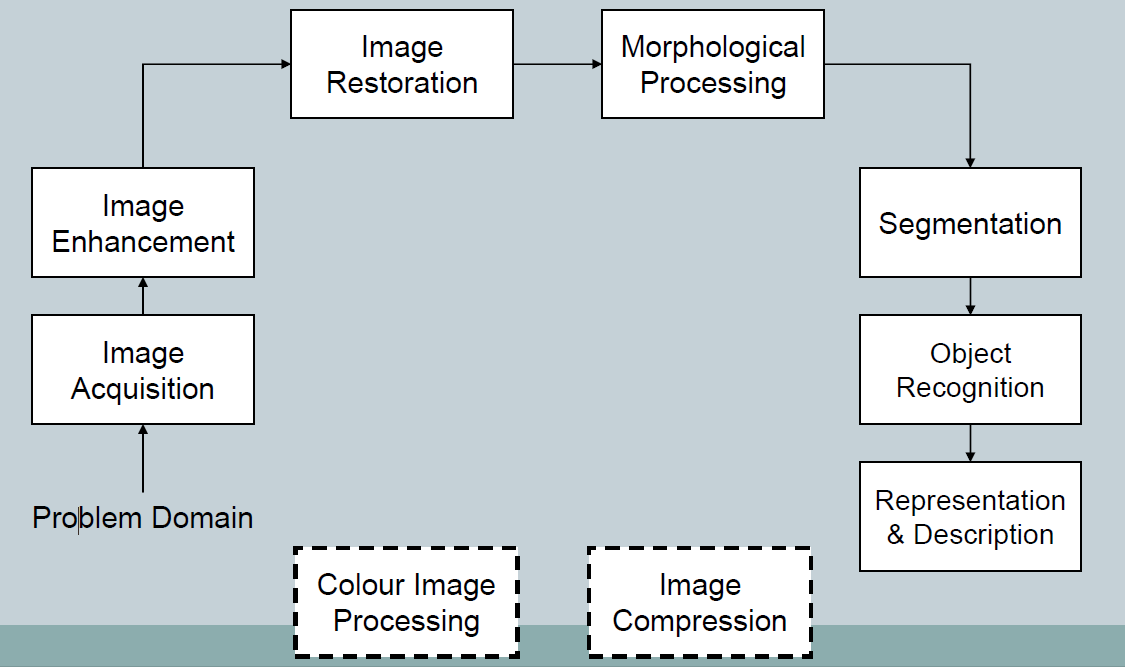 Image
Restoration
Morphological
Processing
Image
Enhancement
Segmentation
Image
Acquisition
Object
Recognition
Problem Domain
Representation
& Description
Colour Image
Processing
Image
Compression